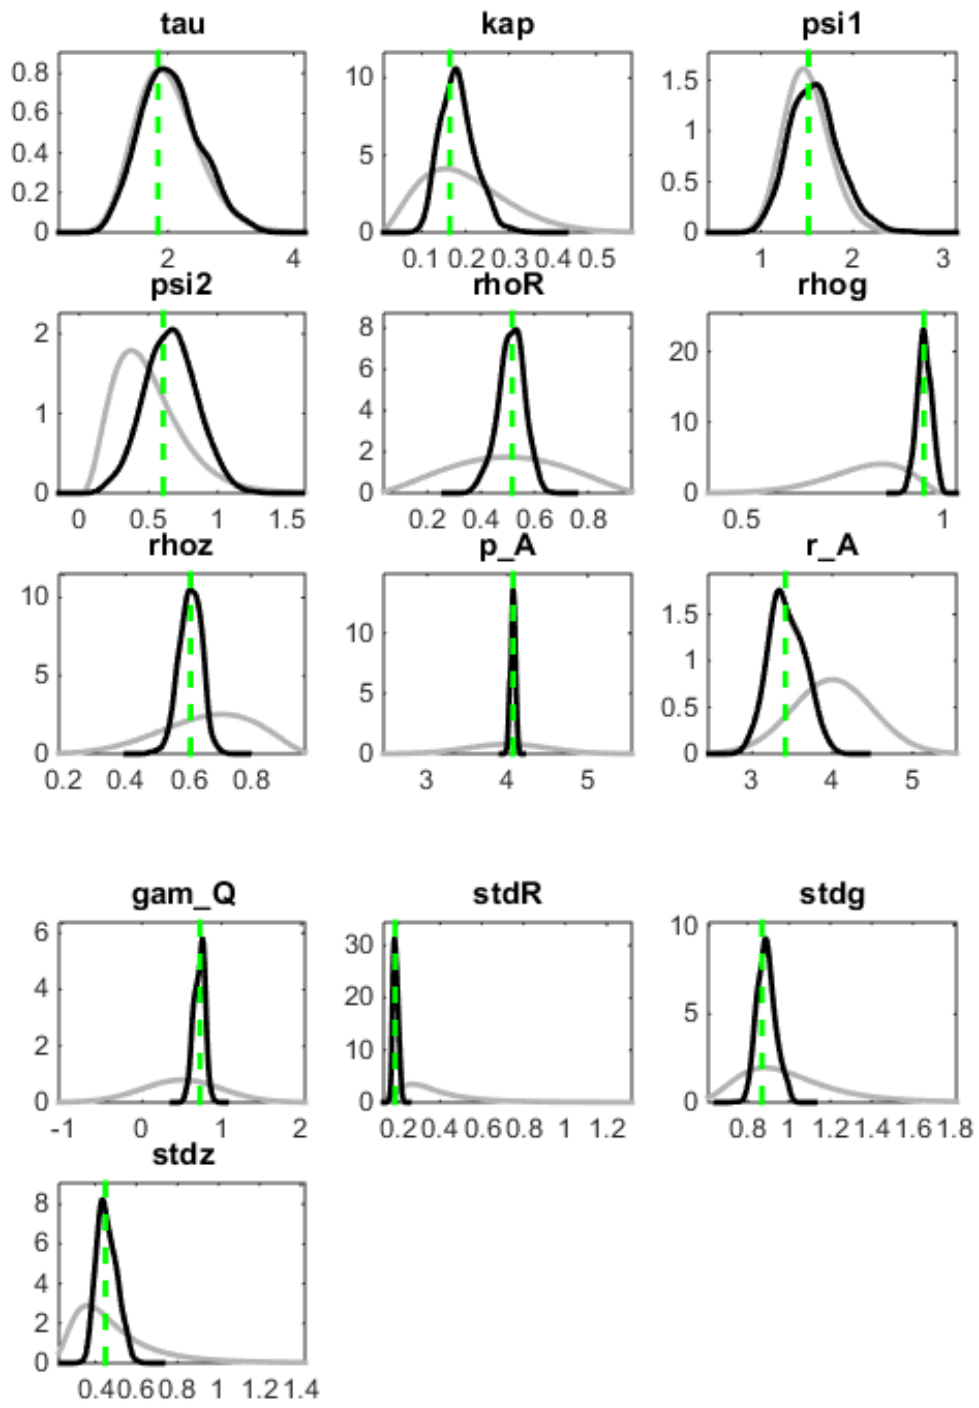 tau kap psi1
0.8 10 1.5
0.6 1
0.4 5 0.5
0.2
0 0 0
2 4 0.1 0.2 0.3 0.4 0.5 1 2 3
psi2 rhoR rhog
2 8 20
6
1 4 10
2
0 0 0
0 0.5 1 1.5 0.2 0.4 0.6 0.8 0.5 1
rhoz p_A r_A
10 10 1.5
1
5 5 0.5
0 0 0
0.2 0.4 0.6 0.8 3 4 5 3 4 5
gam_Q stdR stdg
6 30 10
4 20 5
2 10
0 0 0
-1 0 1 2 0.2 0.4 0.6 0.8 1 1.2 0.8 1 1.2 1.4 1.6 1.8
stdz
8
6
4
2
0
0.4 0.6 0.8 1 1.2 1.4